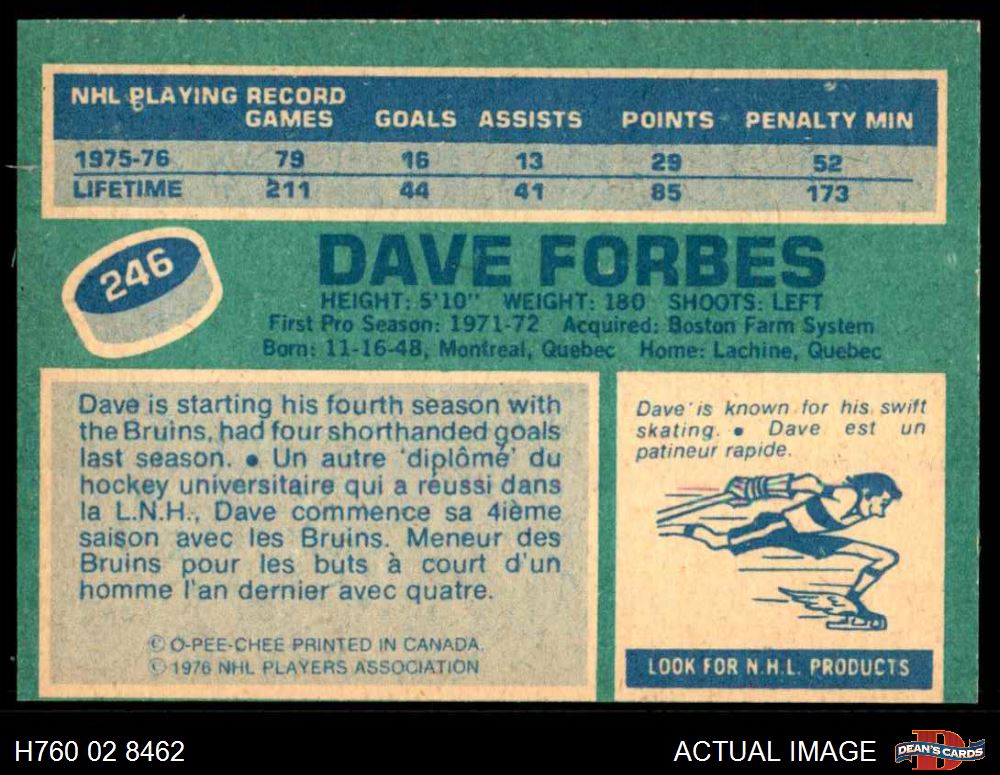 NHL PLAYING RECORD
GAMES GOALS ASSISTS POINTS PENALTY MIN
1975-76 79 16 13 29 52
LIFETIME 211 44 41 85 173
246
DAVE FORBES
HEIGHT: 5'10" WEIGHT: 180 SHOOTS: LEFT
First Pro Season: 1971-72 Acquired: Boston Farm System
Born: 11-16-48, Montreal, Quebec Home: Lachine, Quebec
Dave is starting his fourth season with
the Bruins, had four shorthanded goals
last season. • Un autre 'diplômé' du
hockey universitaire qui a réussi dans
la L.N.H., Dave commence sa 4ième
saison avec les Bruins. Meneur des
Bruins pour les buts à court d'un
homme l'an dernier avec quatre.
© O-PEE-CHEE PRINTED IN CANADA.
© 1976 NHL PLAYERS ASSOCIATION
Dave is known for his swift
skating. • Dave est un
patineur rapide.
LOOK FOR N.H.L. PRODUCTS
H760 02 8462
ACTUAL IMAGE
D
DEAN'S CARDS